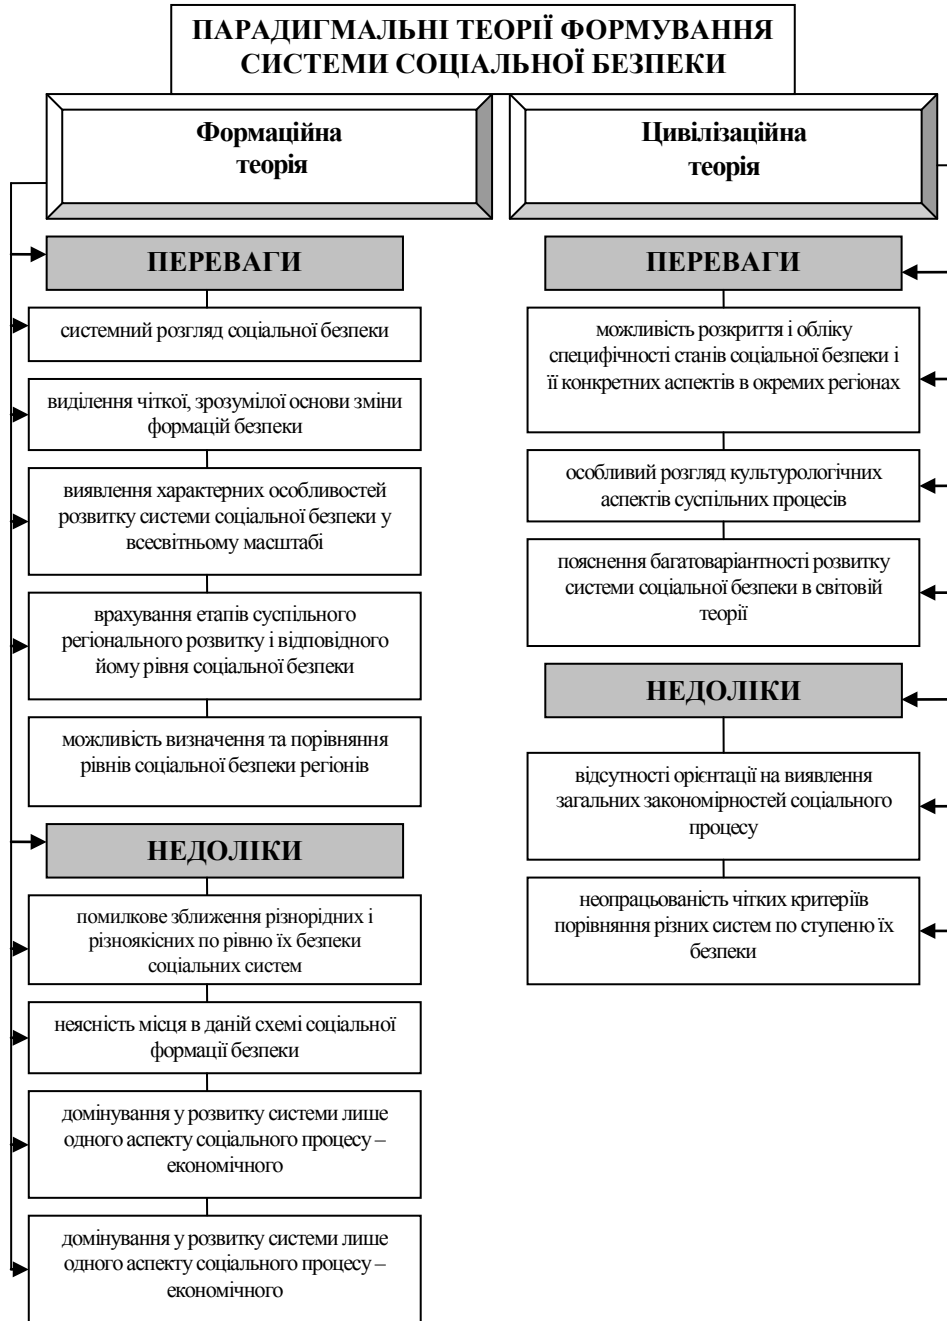 ПАРАДИГМАЛЬНІ ТЕОРІЇ ФОРМУВАННЯ
СИСТЕМИ СОЦІАЛЬНОЇ БЕЗПЕКИ
Формаційна
теорія
ПЕРЕВАГИ
системний розгляд соціальної безпеки
виділення чіткої, зрозумілої основи зміни
формацій безпеки
виявлення характерних особливостей
розвитку системи соціальної безпеки у
всесвітньому масштабі
врахування етапів суспільного
регіонального розвитку і відповідного
йому рівня соціальної безпеки
можливість визначення та порівняння
рівнів соціальної безпеки регіонів
НЕДОЛІКИ
помилкове зближення різнорідних і
різноякісних по рівню їх безпеки
соціальних систем
неясність місця в даній схемі соціальної
формації безпеки
домінування у розвитку системи лише
одного аспекту соціального процесу –
економічного
домінування у розвитку системи лише
одного аспекту соціального процесу –
економічного
Цивілізаційна
теорія
ПЕРЕВАГИ
можливість розкриття і обліку
специфічності станів соціальної безпеки і
її конкретних аспектів в окремих регіонах
особливий розгляд культурологічних
аспектів суспільних процесів
пояснення багатоваріантності розвитку
системи соціальної безпеки в світовій
теорії
НЕДОЛІКИ
відсутності орієнтації на виявлення
загальних закономірностей соціального
процесу
неопрацьованість чітких критеріїв
порівняння різних систем по ступеню їх
безпеки